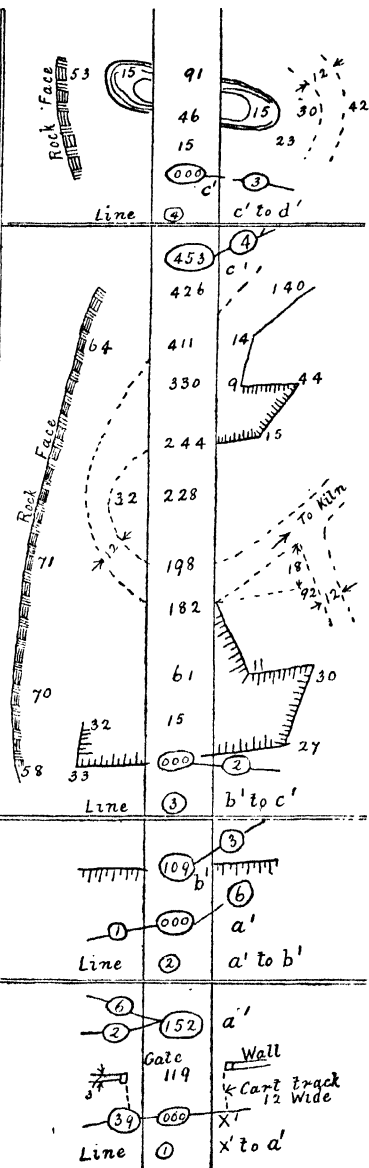 53 15 91 12
Rock Face 46 15 30 42
15 23
000 c' 3
Line 4 c' to d'
453 4
c'
426 140
64 411 14
330 9 44
244 15
Rock Face 32 228
To Kiln
12 198 18
71 182 92 12
61 11 30
70
32 15
58 33 000 2 27
Line 3 b' to c'
3
109 b'
6
1 000 a'
Line 2 a' to b'
6
2 152 a'
Gate Wall
3 119 Cart track
12 Wide
39 000 X'
Line 1 X' to a'